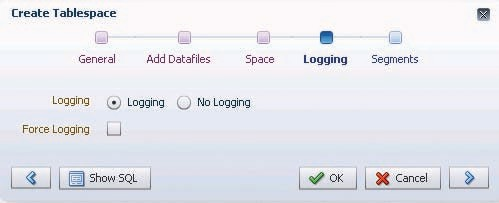 Create Tablespace
General Add Datafiles Space Logging Segments
Logging Logging No Logging
Force Logging
Show SQL OK Cancel